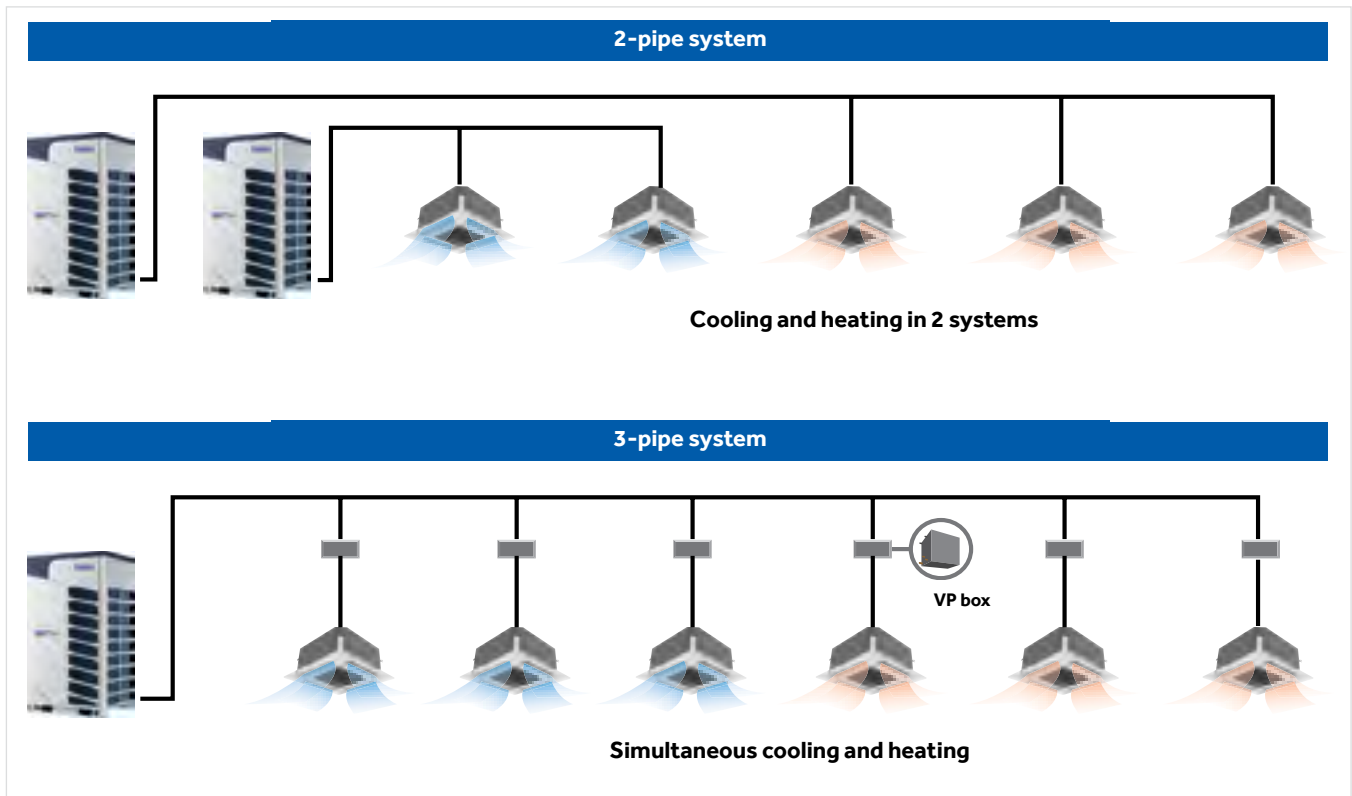 2-pipe system
Cooling and heating in 2 systems
3-pipe system
VP box
Simultaneous cooling and heating